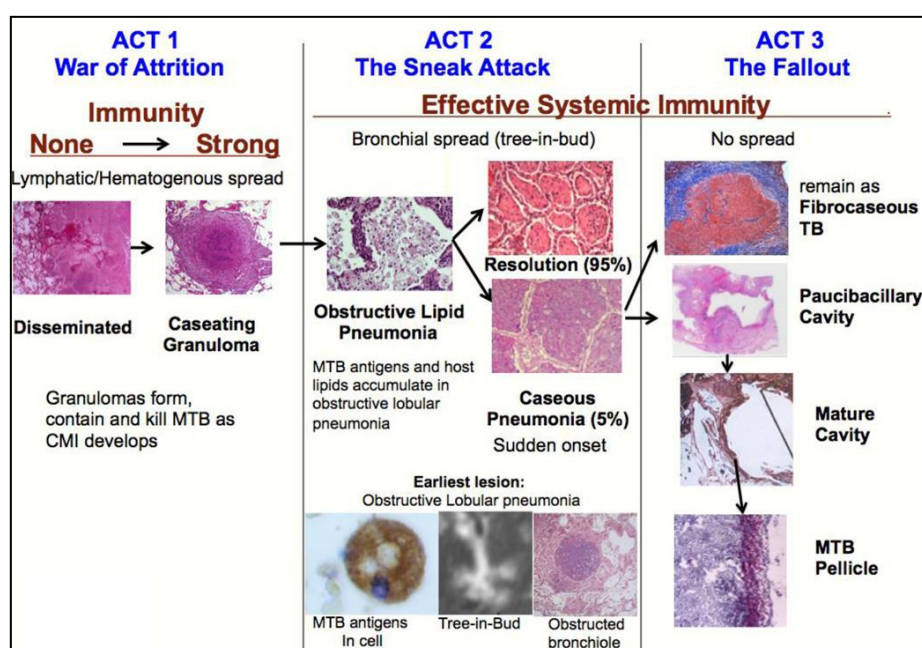 ACT 1
War of Attrition
Immunity
None → Strong
Lymphatic/Hematogenous spread
Disseminated
Caseating
Granuloma
Granulomas form,
contain and kill MTB as
CMI develops
ACT 2
The Sneak Attack
ACT 3
The Fallout
Effective Systemic Immunity
Bronchial spread (tree-in-bud)
Resolution (95%)
Obstructive Lipid
Pneumonia
MTB antigens and host
lipids accumulate in
obstructive lobular
pneumonia
Caseous
Pneumonia (5%)
Sudden onset
Earliest lesion:
Obstructive Lobular pneumonia
MTB antigens
In cell
Tree-in-Bud
Obstructed
bronchiole
No spread
remain as
Fibrocaseous
TB
Paucibacillary
Cavity
Mature
Cavity
MTB
Pellicle